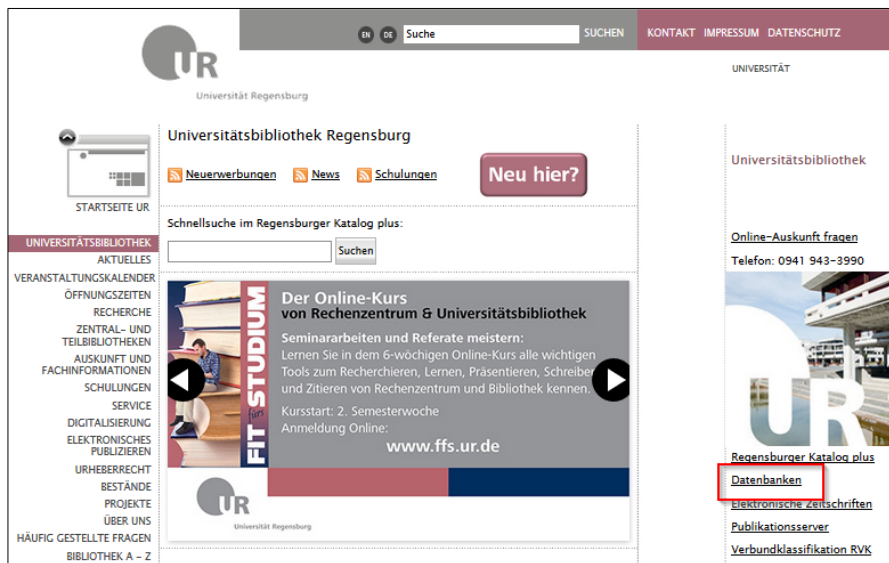 EN DE Suche SUCHEN KONTAKT IMPRESSUM DATENSCHUTZ
UR
Universität Regensburg
UNIVERSITÄT
STARTSEITE UR
UNIVERSITÄTSBIBLIOTHEK
AKTUELLES
VERANSTALTUNGSKALENDER
ÖFFNUNGSZEITEN
RECHERCHE
ZENTRAL- UND
TEILBIBLIOTHEKEN
AUSKUNFT UND
FACHINFORMATIONEN
SCHULUNGEN
SERVICE
DIGITALISIERUNG
ELEKTRONISCHES
PUBLIZIEREN
URHEBERRECHT
BESTÄNDE
PROJEKTE
ÜBER UNS
HÄUFIG GESTELLTE FRAGEN
BIBLIOTHEK A - Z
Universitätsbibliothek Regensburg
Neuerwerbungen News Schulungen Neu hier?
Schnellsuche im Regensburger Katalog plus:
Suchen
FIT fürs STUDIUM
Der Online-Kurs
von Rechenzentrum & Universitätsbibliothek
Seminararbeiten und Referate meistern:
Lernen Sie in dem 6-wöchigen Online-Kurs alle wichtigen
Tools zum Recherchieren, Lernen, Präsentieren, Schreiben
und Zitieren von Rechenzentrum und Bibliothek kennen.
Kursstart: 2. Semesterwoche
Anmeldung Online:
www.ffs.ur.de
UR
Universität Regensburg
Universitätsbibliothek
Online-Auskunft fragen
Telefon: 0941 943-3990
UR
Regensburger Katalog plus
Datenbanken
Elektronische Zeitschriften
Publikationsserver
Verbundklassifikation RVK